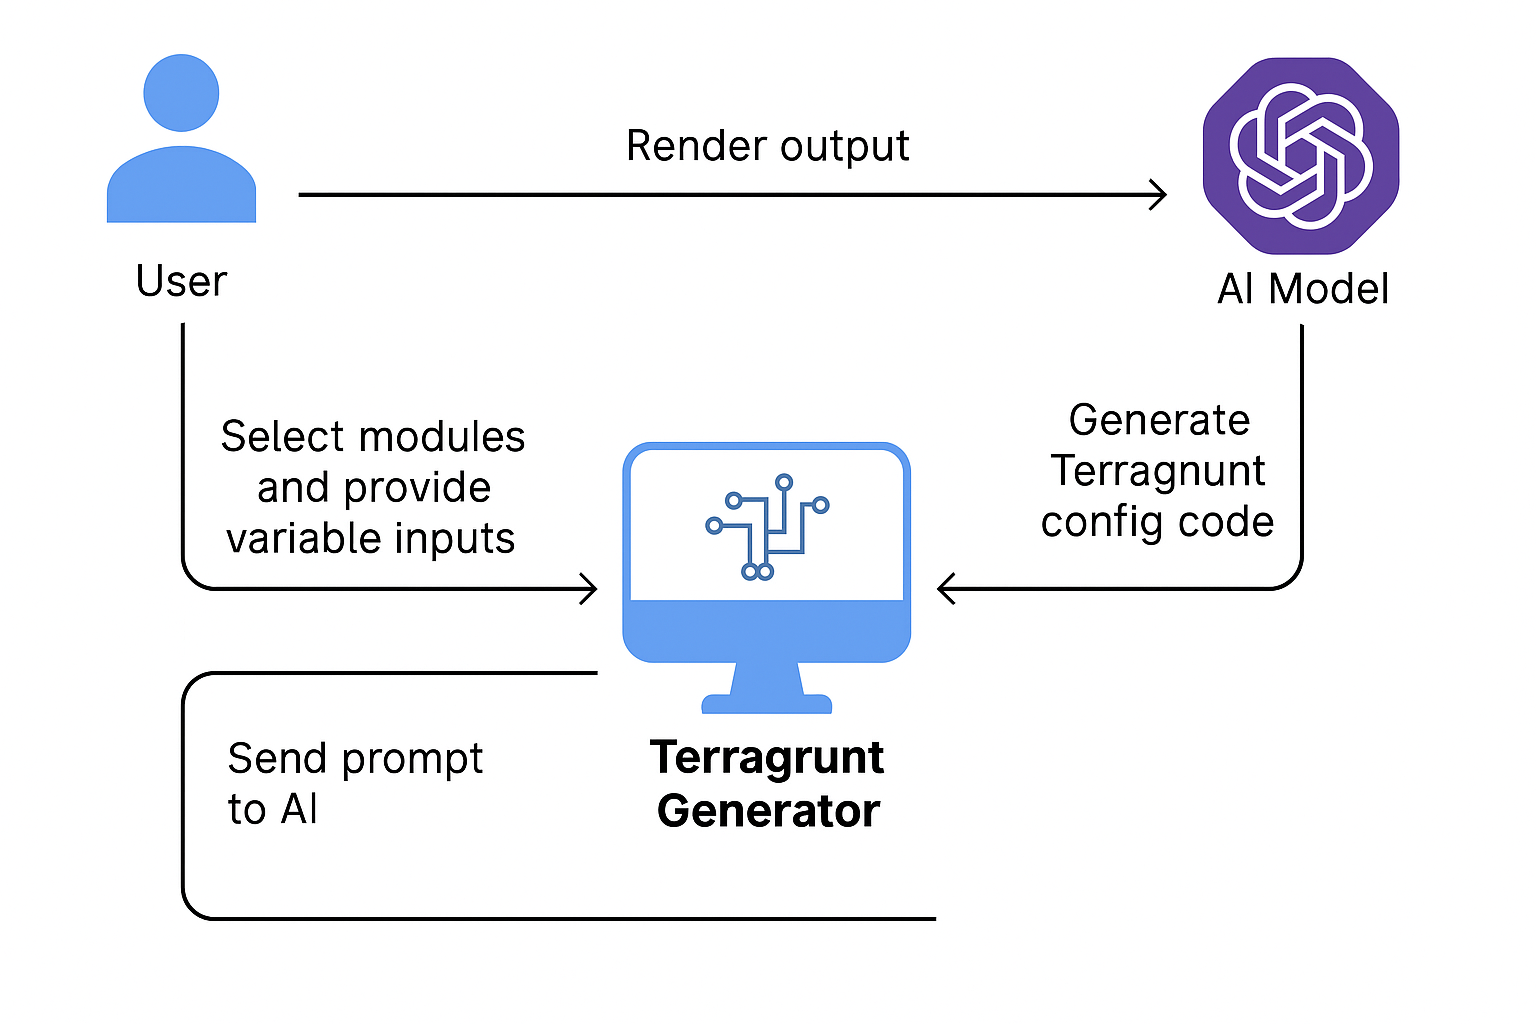 Render output
User
AI Model
Select modules
and provide
variable inputs
Generate
Terragnunt
config code
Send prompt
to AI
Terragrunt
Generator